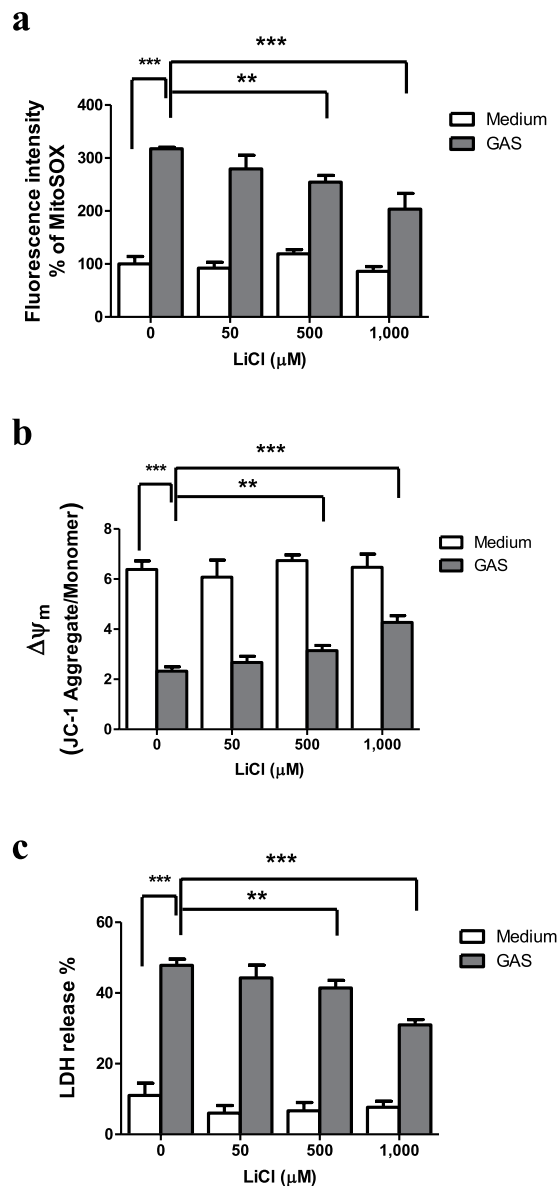 a
***
***
**
400
300
200
100
0
Fluorescence intensity
% of MitoSOX
Medium
GAS
0 50 500 1,000
LiCl (μM)
b
***
***
**
8
6
4
2
0
Δψm
(JC-1 Aggregate/Monomer)
Medium
GAS
0 50 500 1,000
LiCl (μM)
c
***
***
**
60
40
20
0
LDH release %
Medium
GAS
0 50 500 1,000
LiCl (μM)